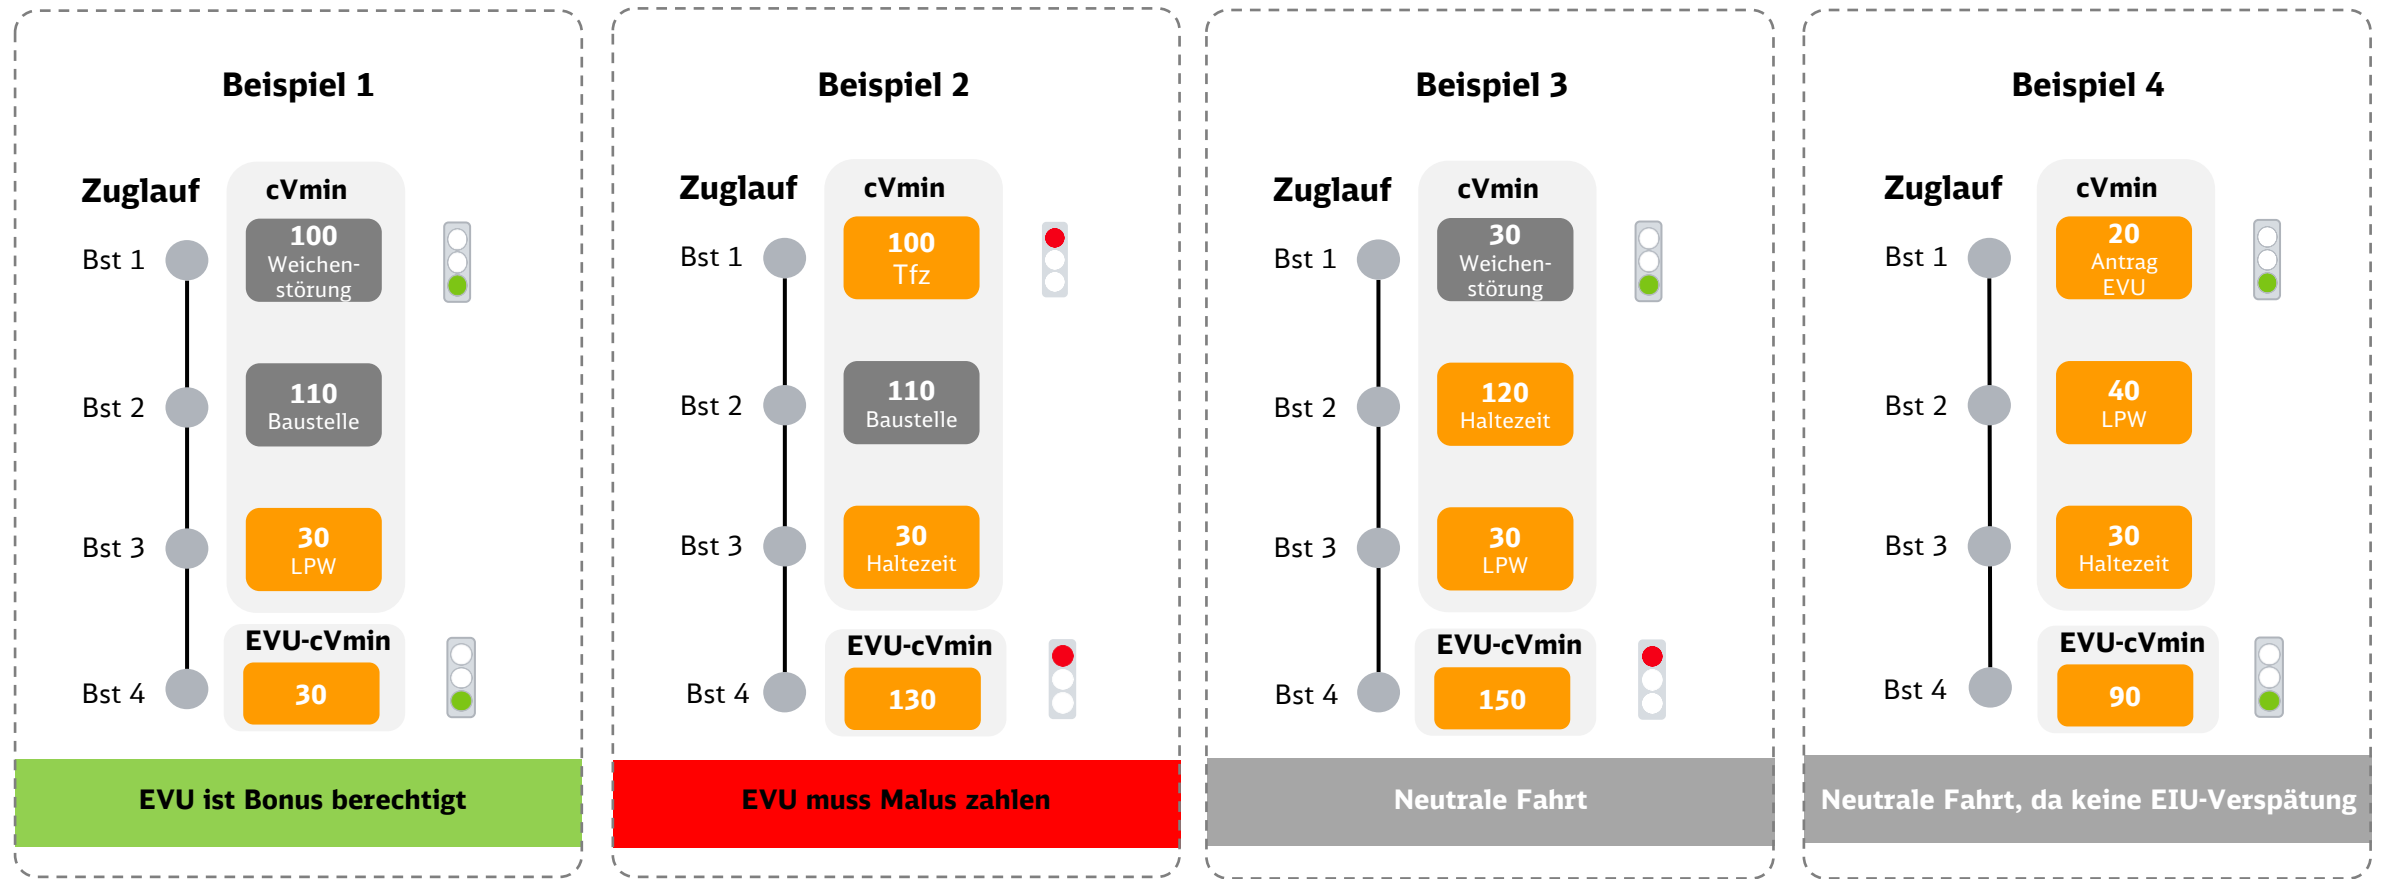 Beispiel 1
Zuglauf
cVmin
Bst 1
100
Weichen-
störung
Bst 2
110
Baustelle
Bst 3
30
LPW
EVU-cVmin
Bst 4
30
EVU ist Bonus berechtigt
Beispiel 2
Zuglauf
cVmin
Bst 1
100
Tfz
Bst 2
110
Baustelle
Bst 3
30
Haltezeit
EVU-cVmin
Bst 4
130
EVU muss Malus zahlen
Beispiel 3
Zuglauf
cVmin
Bst 1
30
Weichen-
störung
Bst 2
120
Haltezeit
Bst 3
30
LPW
EVU-cVmin
Bst 4
150
Neutrale Fahrt
Beispiel 4
Zuglauf
cVmin
Bst 1
20
Antrag
EVU
Bst 2
40
LPW
Bst 3
30
Haltezeit
EVU-cVmin
Bst 4
90
Neutrale Fahrt, da keine EIU-Verspätung